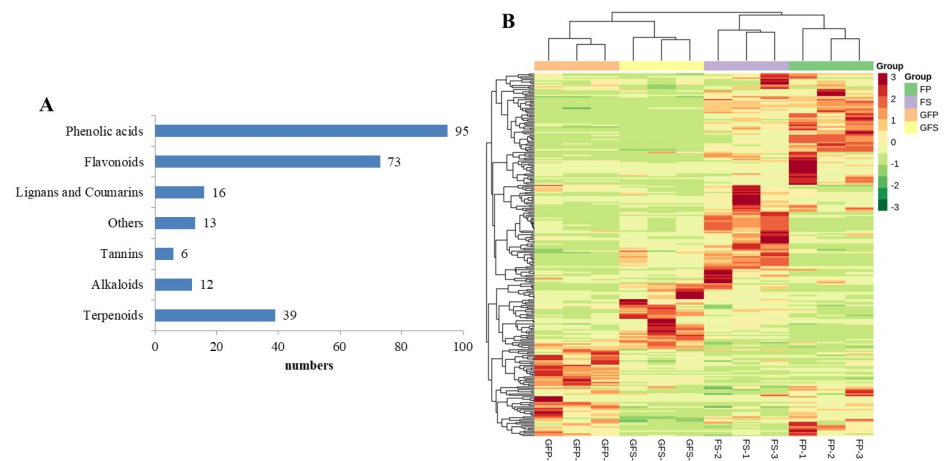 A
Phenolic acids 95
Flavonoids 73
Lignans and Coumarins 16
Others 13
Tannins 6
Alkaloids 12
Terpenoids 39
0 20 40 60 80 100
numbers
B
Group
3
2
1
0
-1
-2
-3
Group
FP
FS
GFP
GFS
GFP-
GFP-
GFP-
GFS-
GFS-
GFS-
FS-2
FS-1
FS-3
FP-1
FP-2
FP-3